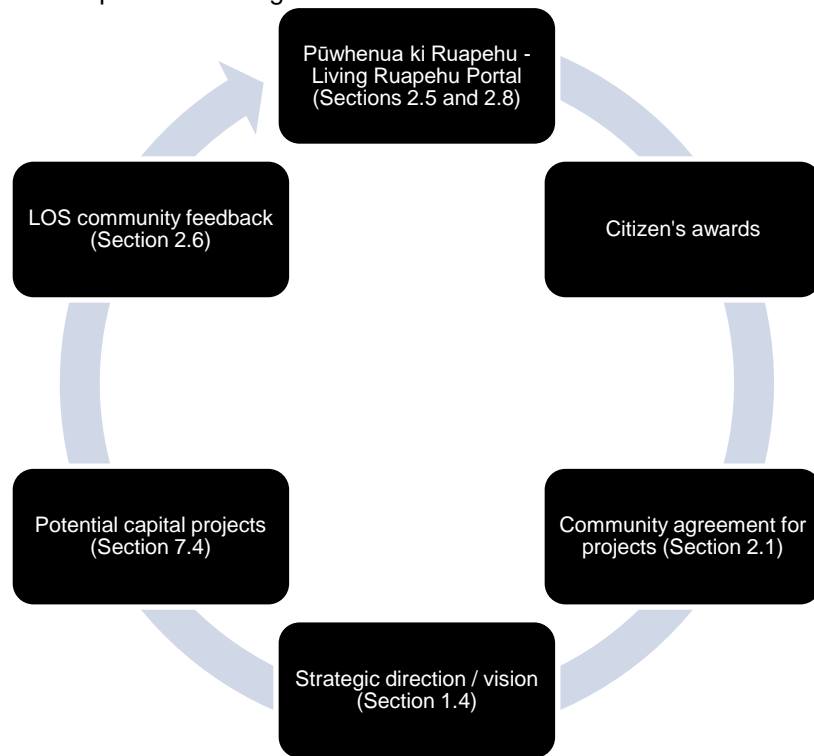 Pūwhenua ki Ruapehu -
Living Ruapehu Portal
(Sections 2.5 and 2.8)
Citizen's awards
Community agreement for
projects (Section 2.1)
Strategic direction / vision
(Section 1.4)
Potential capital projects
(Section 7.4)
LOS community feedback
(Section 2.6)